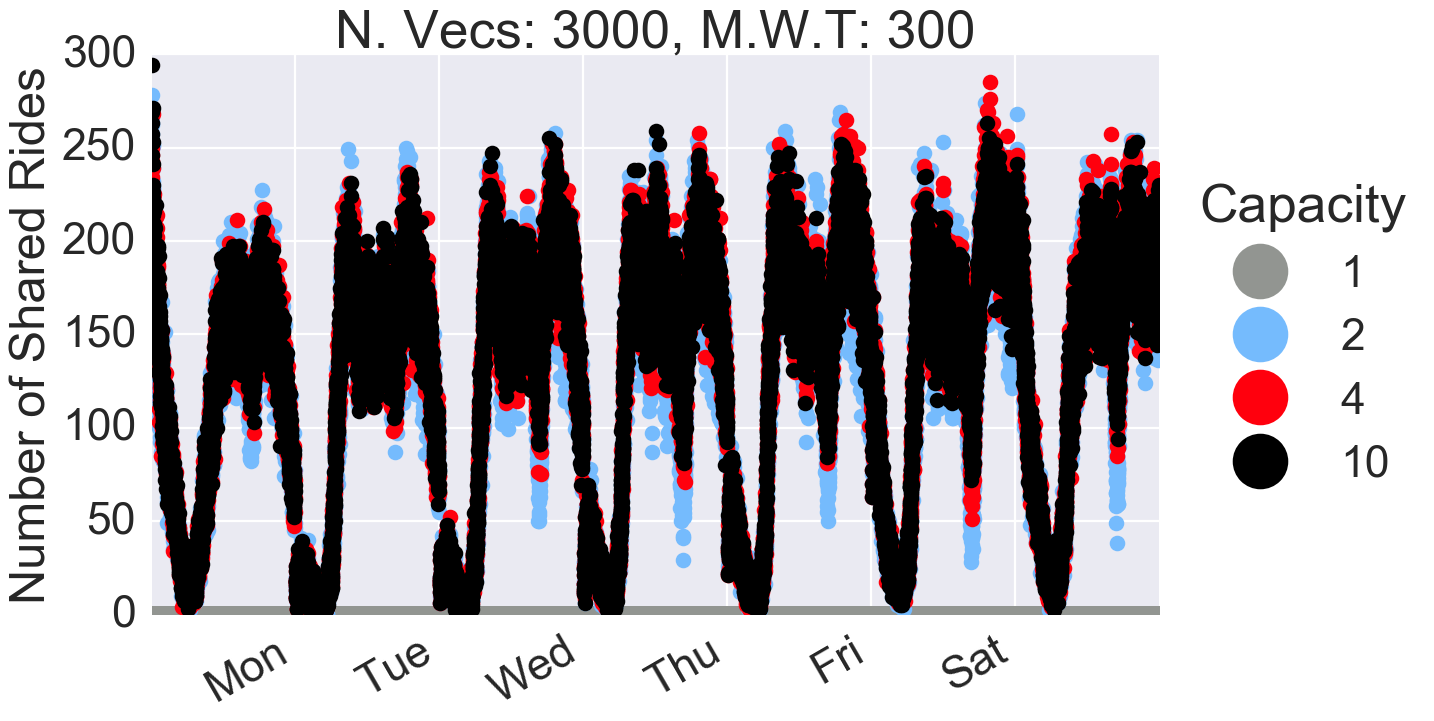 N. Vecs: 3000, M.W.T: 300
Number of Shared Rides
300
250
200
150
100
50
0
Mon
Tue
Wed
Thu
Fri
Sat
Capacity
1
2
4
10